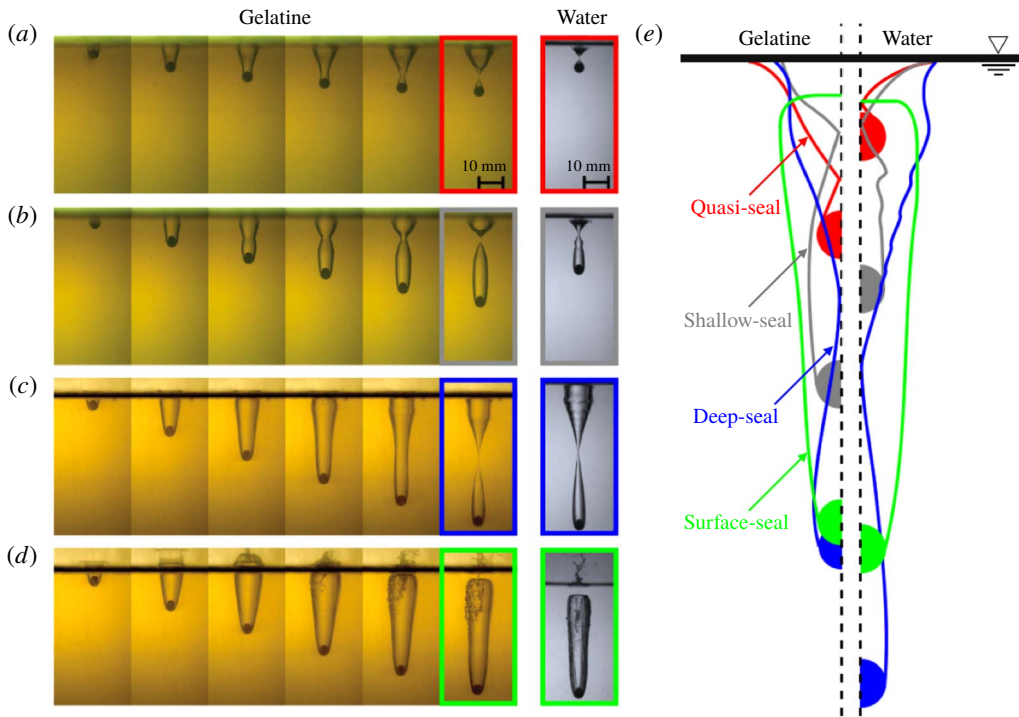 Gelatine
Water
(a)
10 mm
10 mm
(b)
(c)
(d)
(e)
Gelatine
Water
Quasi-seal
Shallow-seal
Deep-seal
Surface-seal